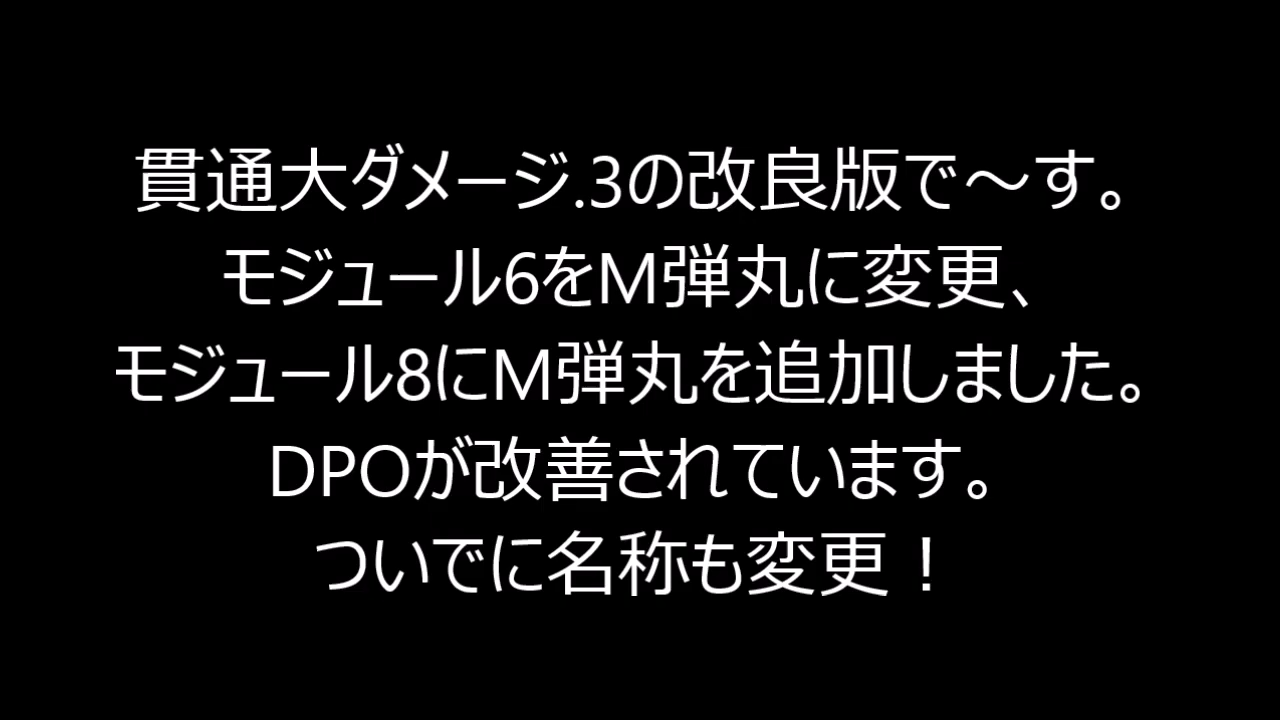 貫通大ダメージ.3の改良版で～す。
モジュール6をM弾丸に変更、
モジュール8にM弾丸を追加しました。
DPOが改善されています。
ついでに名称も変更！